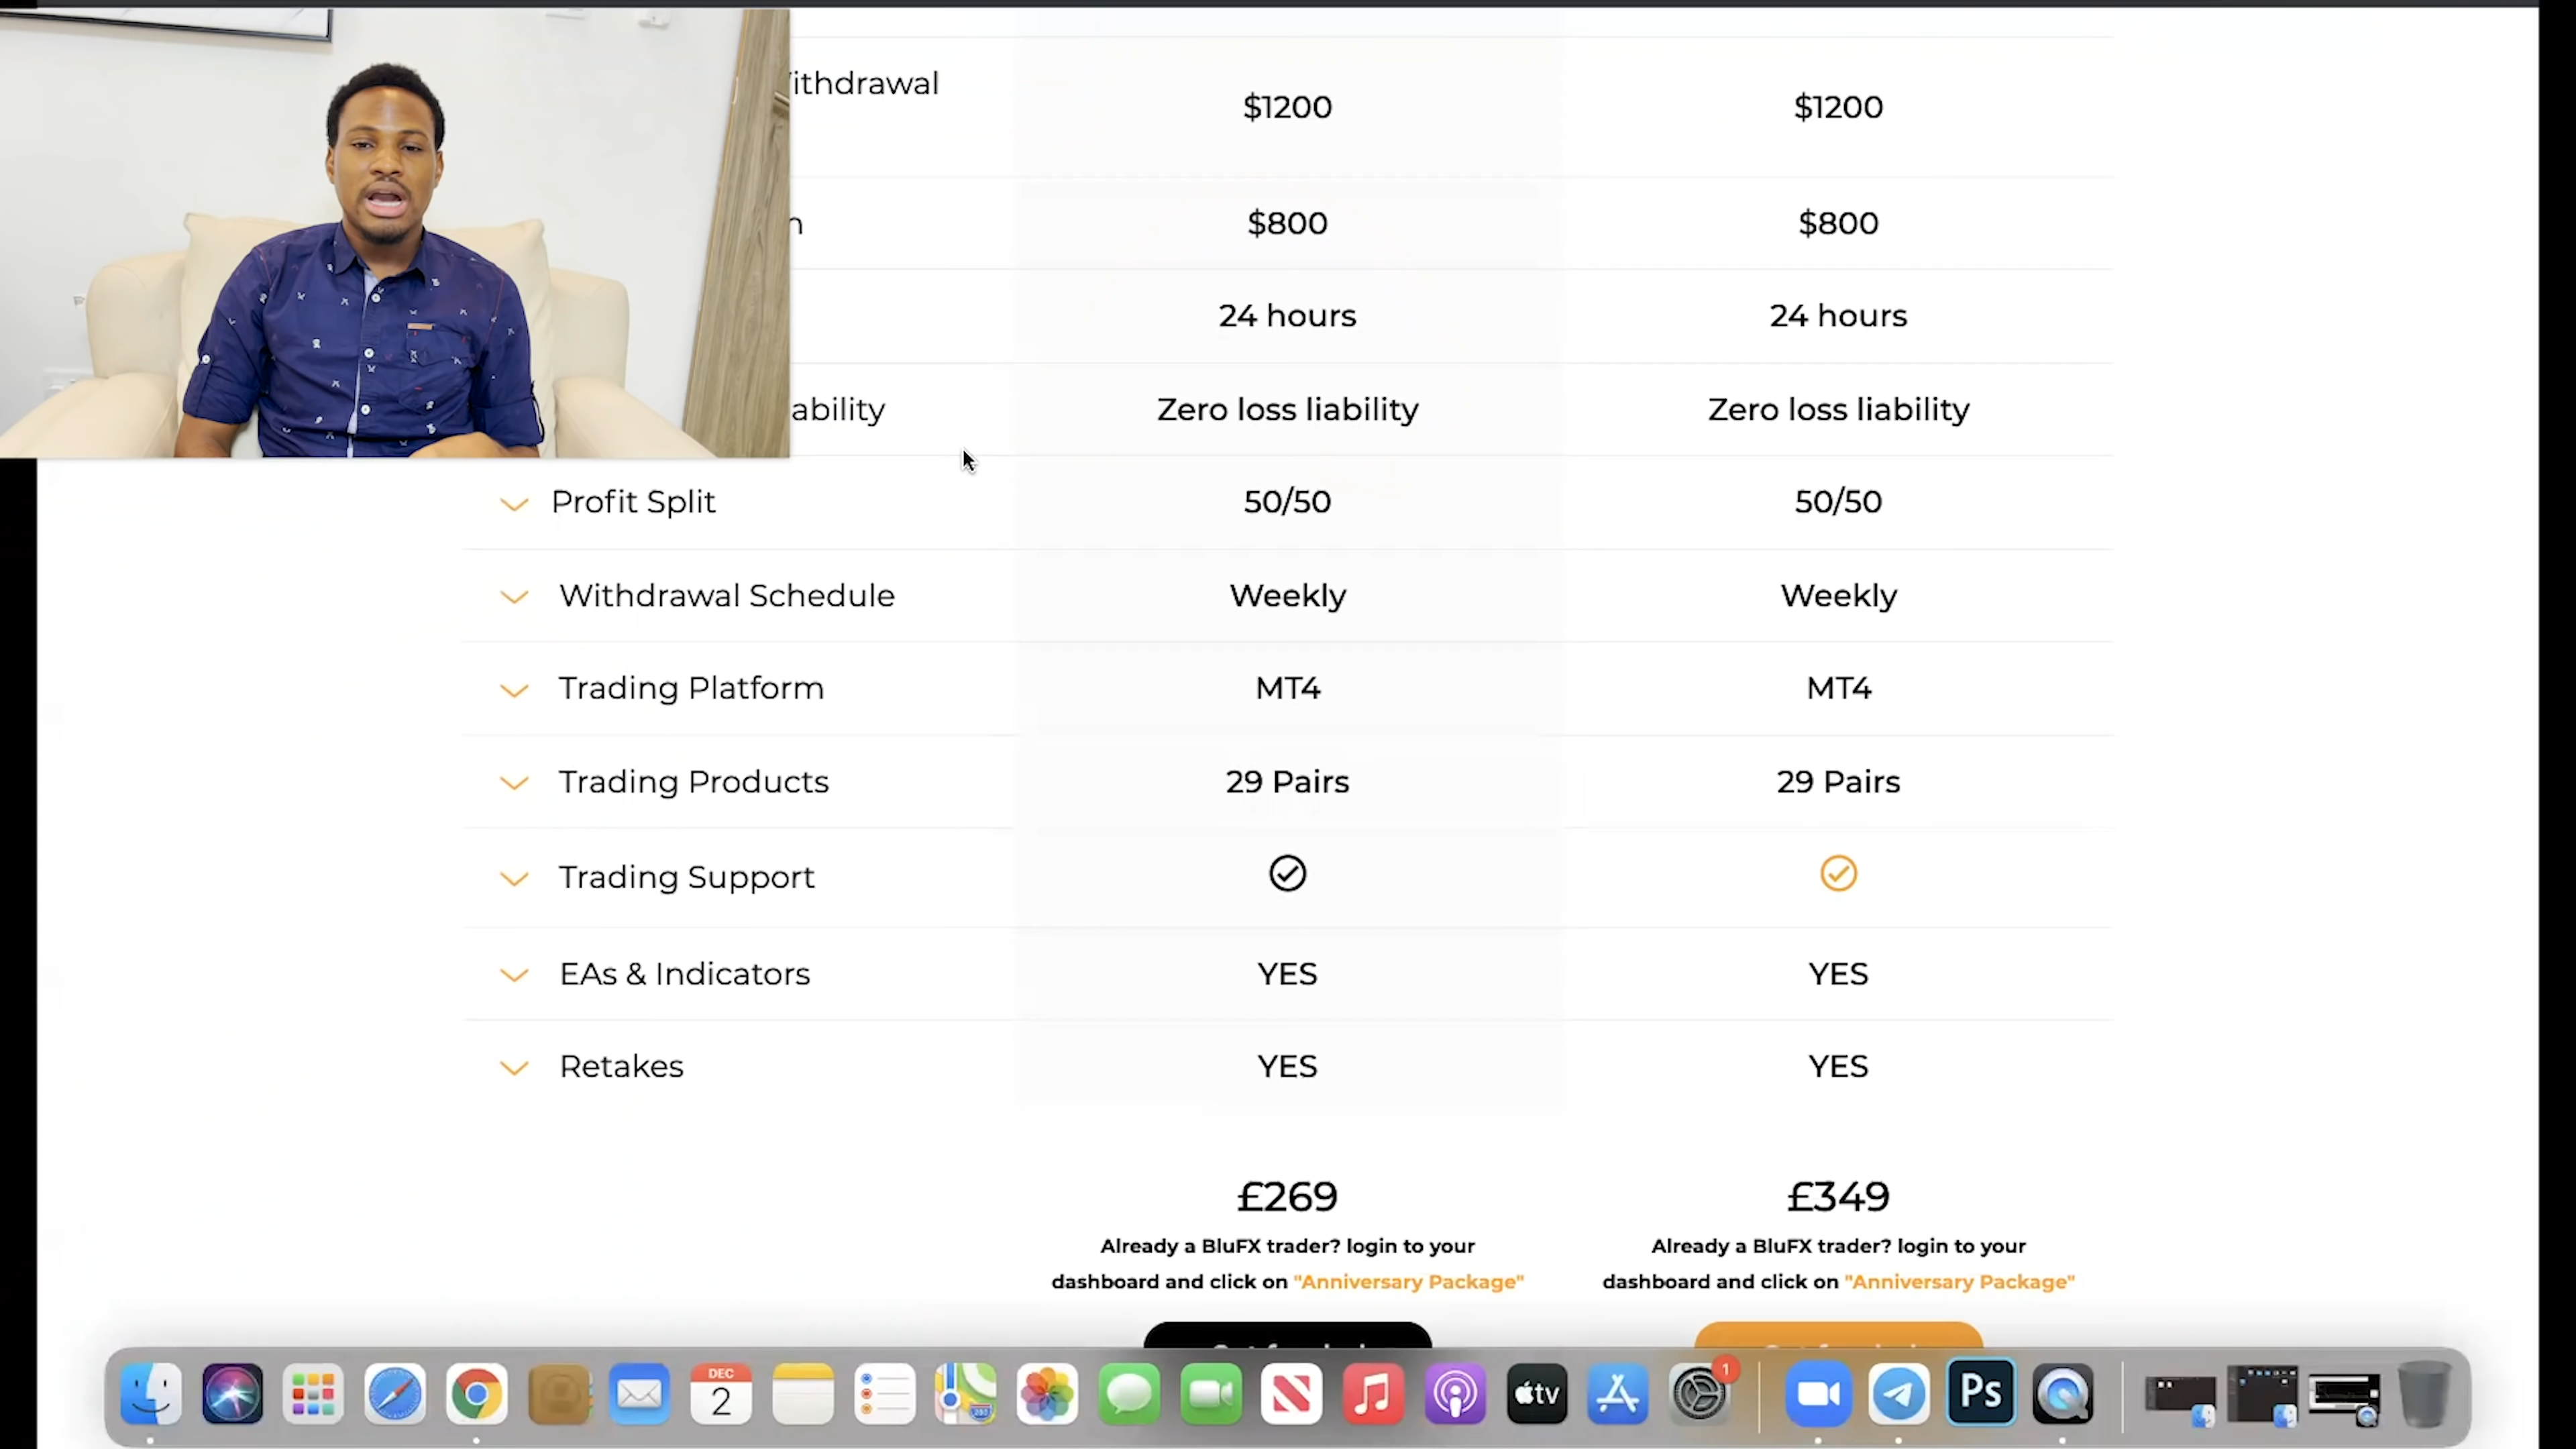 ithdrawal $1200 $1200
n $800 $800
24 hours 24 hours
ability Zero loss liability Zero loss liability
Profit Split 50/50 50/50
Withdrawal Schedule Weekly Weekly
Trading Platform MT4 MT4
Trading Products 29 Pairs 29 Pairs
Trading Support
EAs & Indicators YES YES
Retakes YES YES
£269 £349
Already a BluFX trader? login to your Already a BluFX trader? login to your
dashboard and click on "Anniversary Package" dashboard and click on "Anniversary Package"
DEC
2
tv
1
Ps